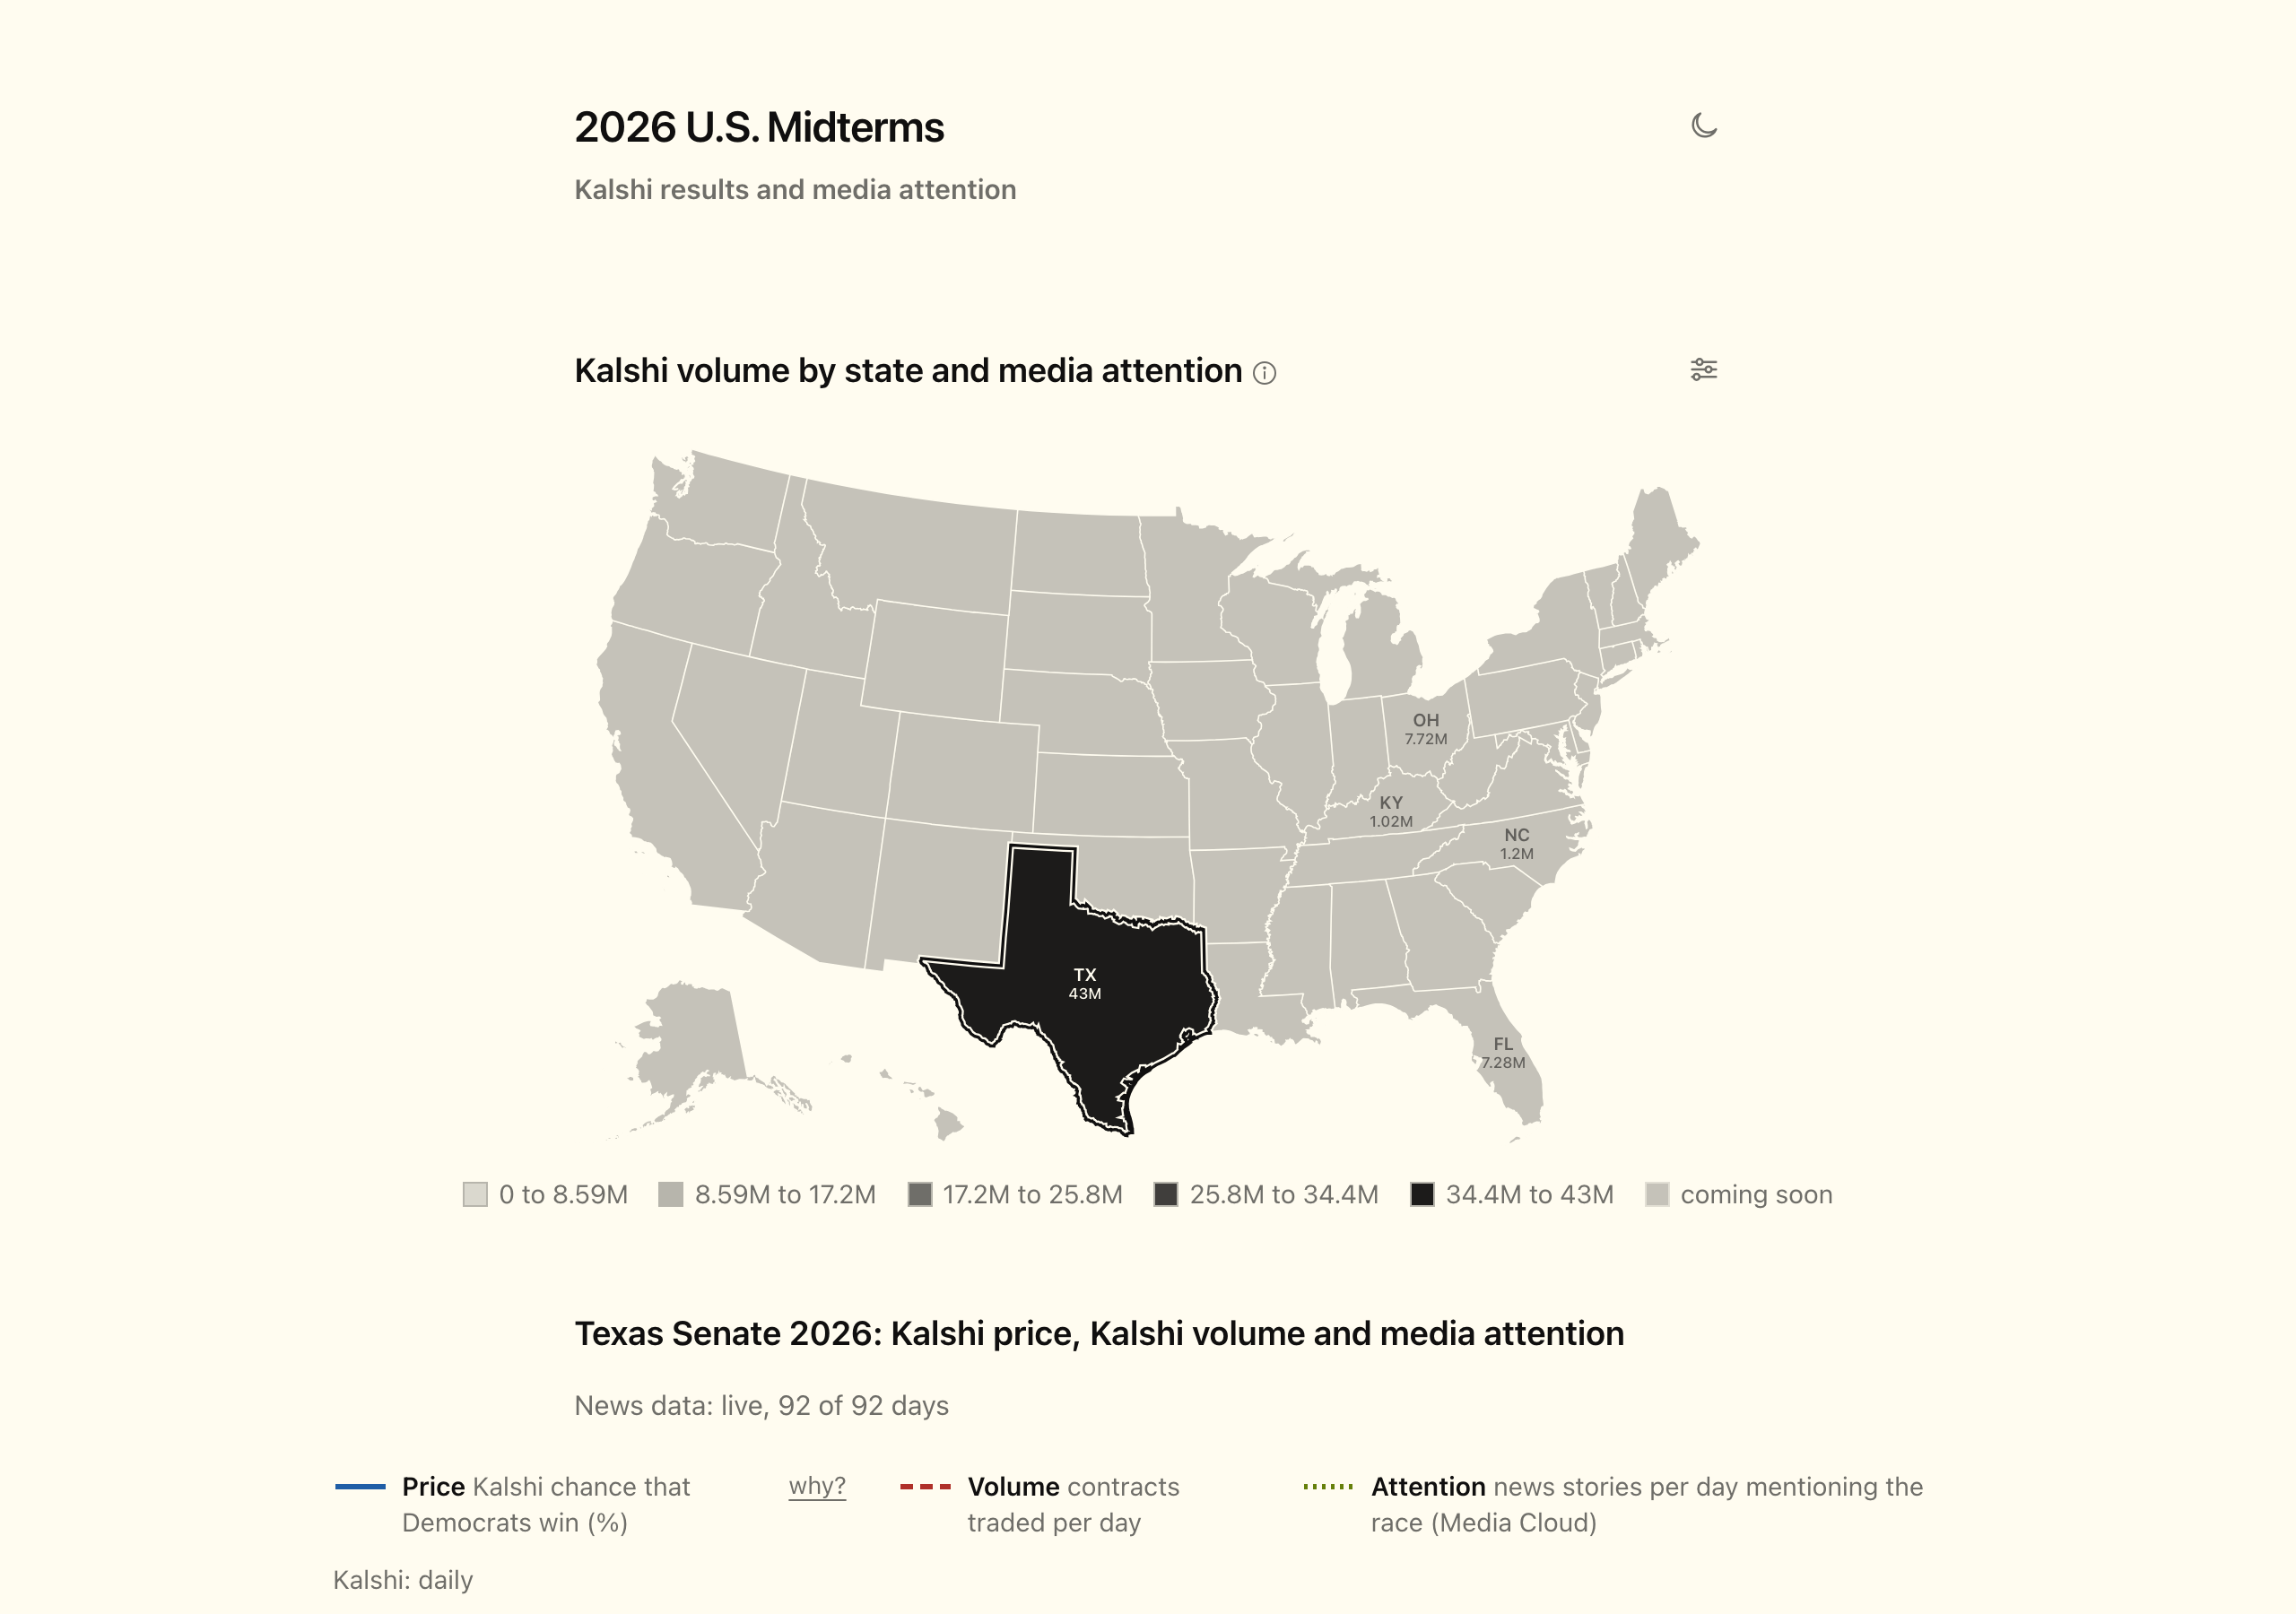 2026 U.S. Midterms
Kalshi results and media attention
Kalshi volume by state and media attention
OH
7.72M
KY
1.02M
NC
1.2M
TX
43M
FL
7.28M
0 to 8.59M
8.59M to 17.2M
17.2M to 25.8M
25.8M to 34.4M
34.4M to 43M
coming soon
Texas Senate 2026: Kalshi price, Kalshi volume and media attention
News data: live, 92 of 92 days
Price Kalshi chance that
Democrats win (%)
why?
Volume contracts
traded per day
Attention news stories per day mentioning the
race (Media Cloud)
Kalshi: daily